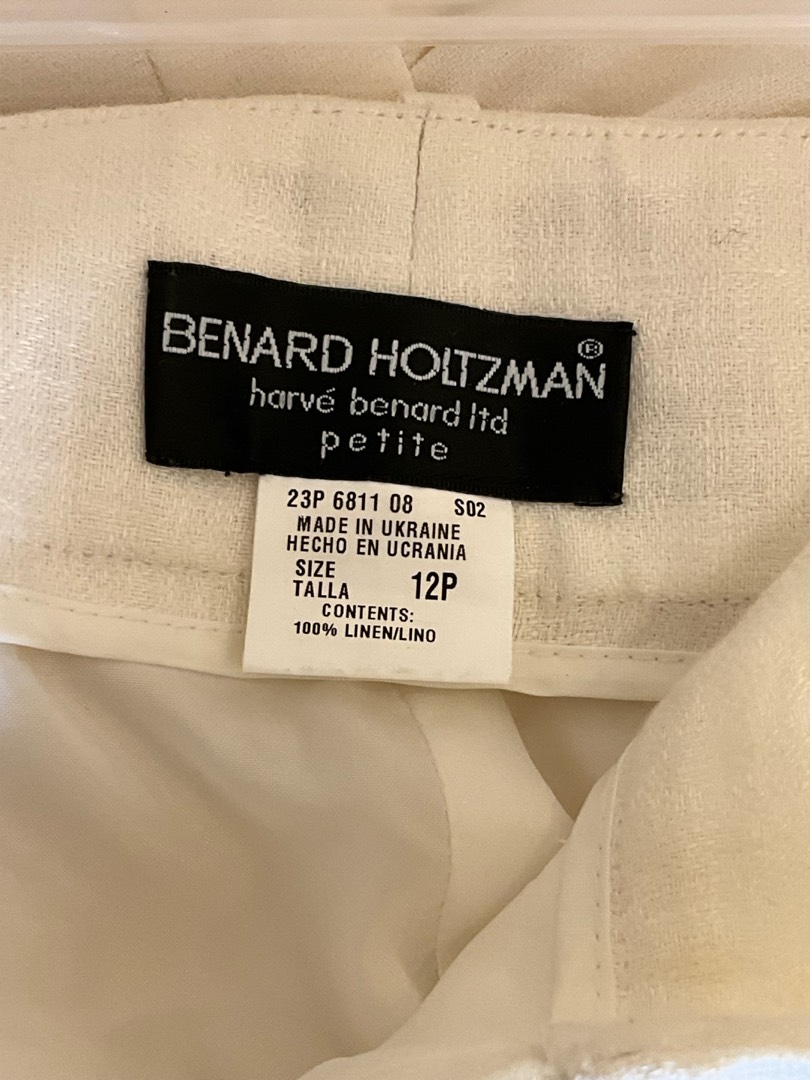 BENARD HOLTZMAN®
harvé benard ltd
petite
23P 6811 08 S02
MADE IN UKRAINE
HECHO EN UCRANIA
SIZE
TALLA 12P
CONTENTS:
100% LINEN/LINO